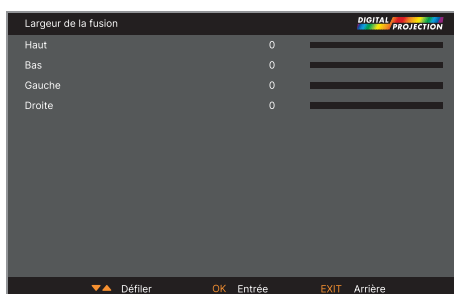 Largeur de la fusion
DIGITAL PROJECTION
Haut 0
Bas 0
Gauche 0
Droite 0
▼▲ Défiler OK Entrée EXIT Arrière